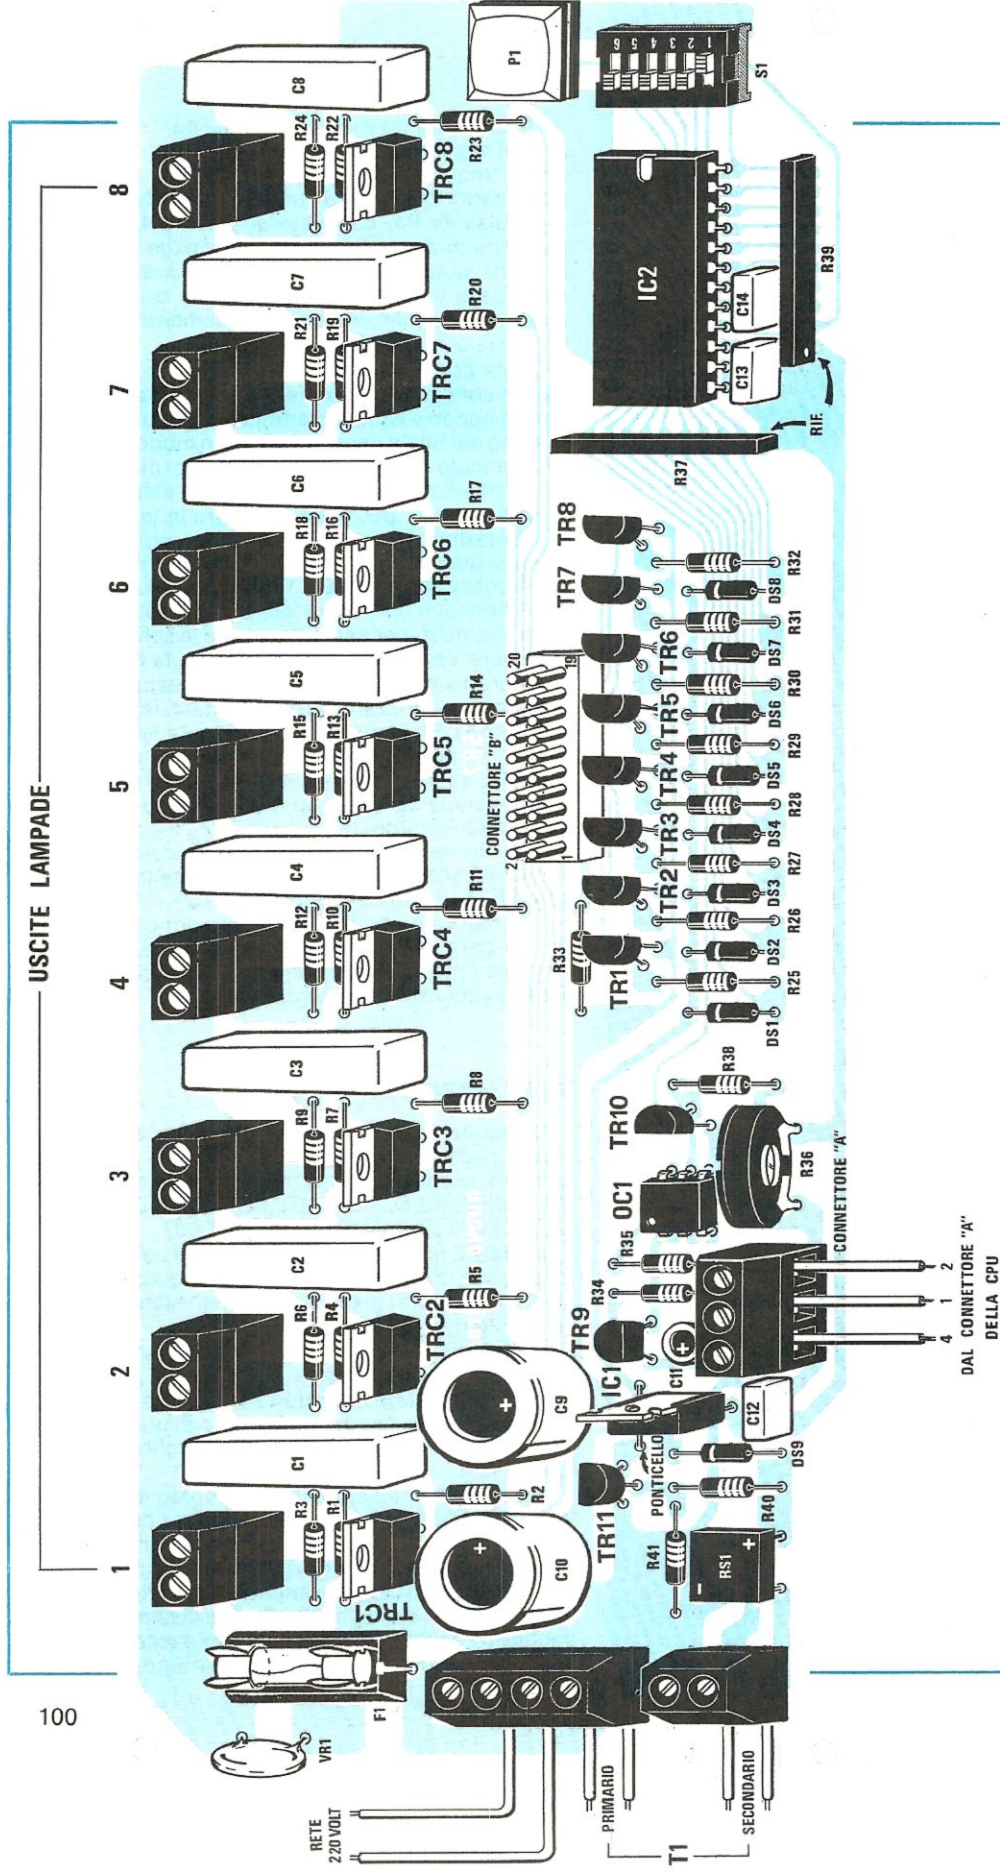 100
USCITE LAMPADE
1
2
3
4
5
6
7
8
C1
C2
C3
C4
C5
C6
C7
C8
P1
6 5 4 3 2 1
S1
R3
R1
R6
R4
R9
R7
R12
R10
R15
R13
R18
R16
R21
R19
R24
R22
TRC1
TRC2
TRC3
TRC4
TRC5
TRC6
TRC7
TRC8
R2
R5
R8
R11
R14
R17
R20
R23
VR1
F1
C10
+
C9
+
CONNETTORE "B"
2
20
1
19
IC2
C13
C14
R39
RIF.
R37
TR11
IC1
TR9
R34
R35
OC1
TR10
R33
TR1
TR2
TR3
TR4
TR5
TR6
TR7
TR8
PONTICELLO
C11
+
C12
R41
RS1
-
+
R40
DS9
R36
R38
DS1
R25
DS2
R26
DS3
R27
DS4
R28
DS5
R29
DS6
R30
DS7
R31
DS8
R32
CONNETTORE "A"
4
1
2
DAL CONNETTORE "A"
DELLA CPU
RETE
220 VOLT
PRIMARIO
SECONDARIO
T1